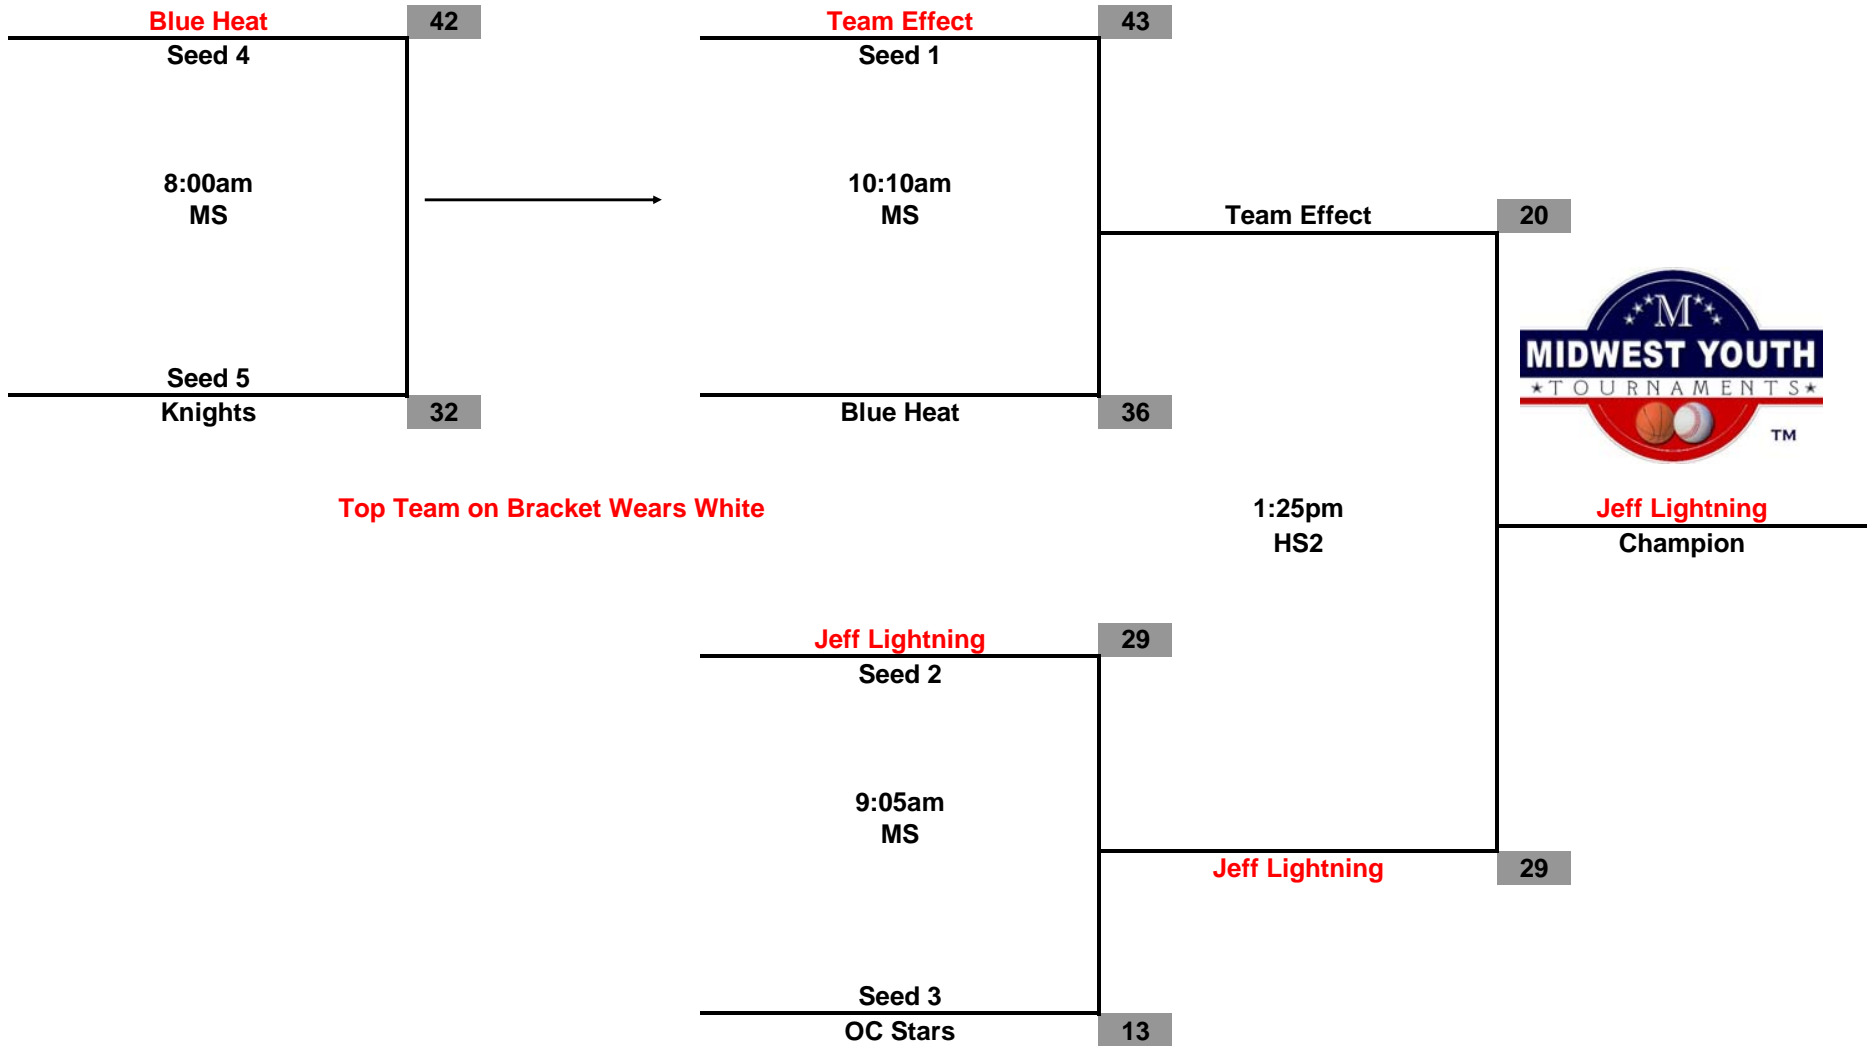 Blue Heat 42
Seed 4
8:00am
MS
Seed 5
Knights 32
Team Effect 43
Seed 1
10:10am
MS
Blue Heat 36
Top Team on Bracket Wears White
Jeff Lightning 29
Seed 2
9:05am
MS
Seed 3
OC Stars 13
Team Effect 20
1:25pm
HS2
Jeff Lightning 29
M
MIDWEST YOUTH
TOURNAMENTS
TM
Jeff Lightning
Champion